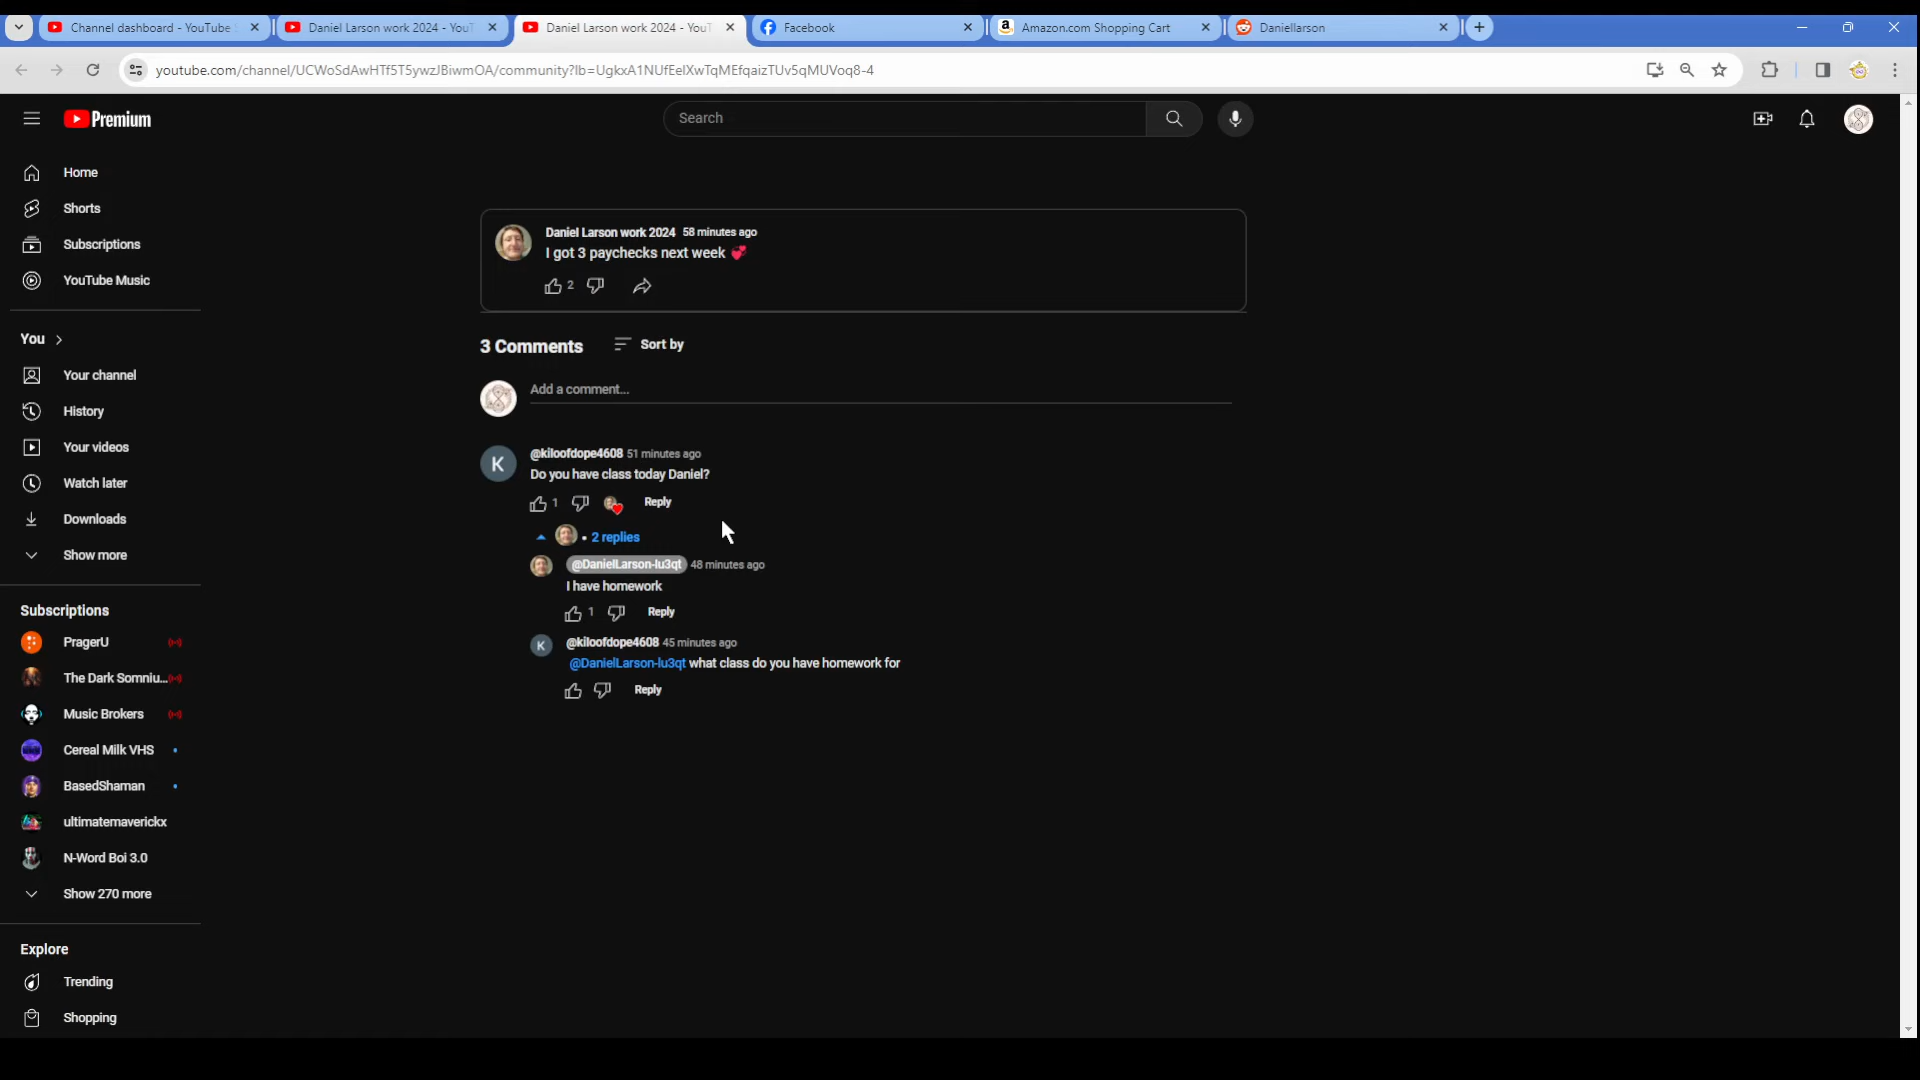 Channel dashboard - YouTube
Daniel Larson work 2024 - YouT
Daniel Larson work 2024 - YouT
Facebook
Amazon.com Shopping Cart
Daniellarson
youtube.com/channel/UCWoSdAwHTf5T5ywzJBiwmOA/community?lb=UgkxA1NUfEelXwTqMEfqaizTUv5qMUVoq8-4
Premium
Search
Home
Shorts
Subscriptions
YouTube Music
You
Your channel
History
Your videos
Watch later
Downloads
Show more
Subscriptions
PragerU
The Dark Somniu...
Music Brokers
Cereal Milk VHS
BasedShaman
ultimatemaverickx
N-Word Boi 3.0
Show 270 more
Explore
Trending
Shopping
Daniel Larson work 2024 58 minutes ago
I got 3 paychecks next week 💞
2
3 Comments
Sort by
Add a comment...
K
@kiloofdope4608 51 minutes ago
Do you have class today Daniel?
1
Reply
• 2 replies
@DanielLarson-lu3qt 48 minutes ago
I have homework
1
Reply
K
@kiloofdope4608 45 minutes ago
@DanielLarson-lu3qt what class do you have homework for
Reply